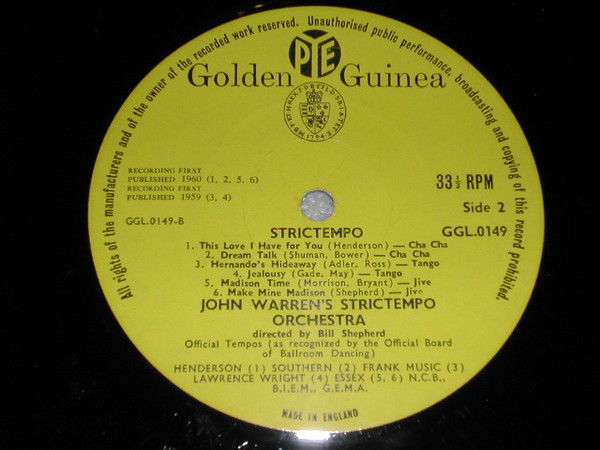 All rights of the manufacturers and of the owner of the recorded work reserved. Unauthorised public performance, broadcasting and copying of this record prohibited.
PYE
Golden Guinea
RECORDING FIRST
PUBLISHED 1960 (1, 2, 5, 6)
RECORDING FIRST
PUBLISHED 1959 (3, 4)
33 1/3 RPM
Side 2
GGL.0149-B
GGL.0149
STRICTEMPO
1. This Love I Have for You (Henderson) — Cha Cha
2. Dream Talk (Shuman, Bower) — Cha Cha
3. Hernando's Hideaway (Adler, Ross) — Tango
4. Jealousy (Gade, May) — Tango
5. Madison Time (Morrison, Bryant) — Jive
6. Make Mine Madison (Shepherd) — Jive
JOHN WARREN'S STRICTEMPO
ORCHESTRA
directed by Bill Shepherd
Official Tempos (as recognized by the Official Board
of Ballroom Dancing)
HENDERSON (1) SOUTHERN (2) FRANK MUSIC (3)
LAWRENCE WRIGHT (4) ESSEX (5, 6) N.C.B.,
B.I.E.M., G.E.M.A.
MADE IN ENGLAND